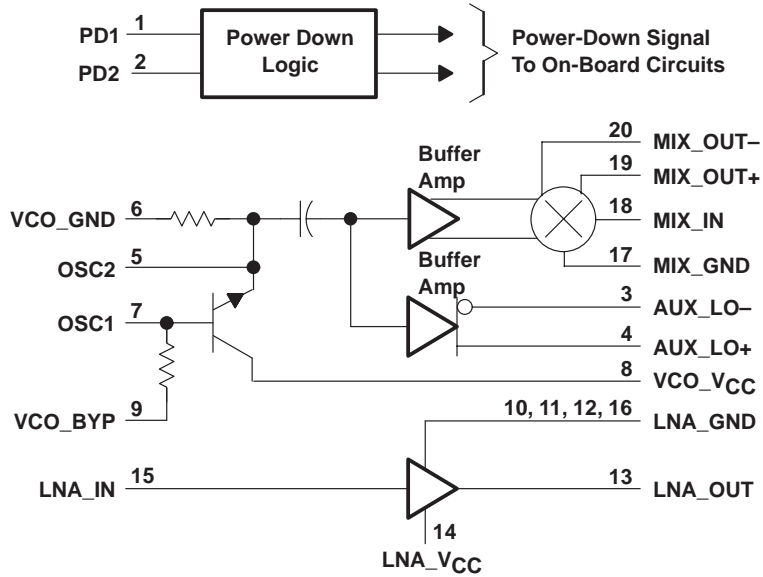 PD1 1
PD2 2
Power Down
Logic
Power-Down Signal
To On-Board Circuits
VCO_GND 6
OSC2 5
OSC1 7
VCO_BYP 9
Buffer
Amp
Buffer
Amp
20 MIX_OUT–
19 MIX_OUT+
18 MIX_IN
17 MIX_GND
3 AUX_LO–
4 AUX_LO+
8 VCO_VCC
10, 11, 12, 16 LNA_GND
LNA_IN 15
13 LNA_OUT
14
LNA_VCC